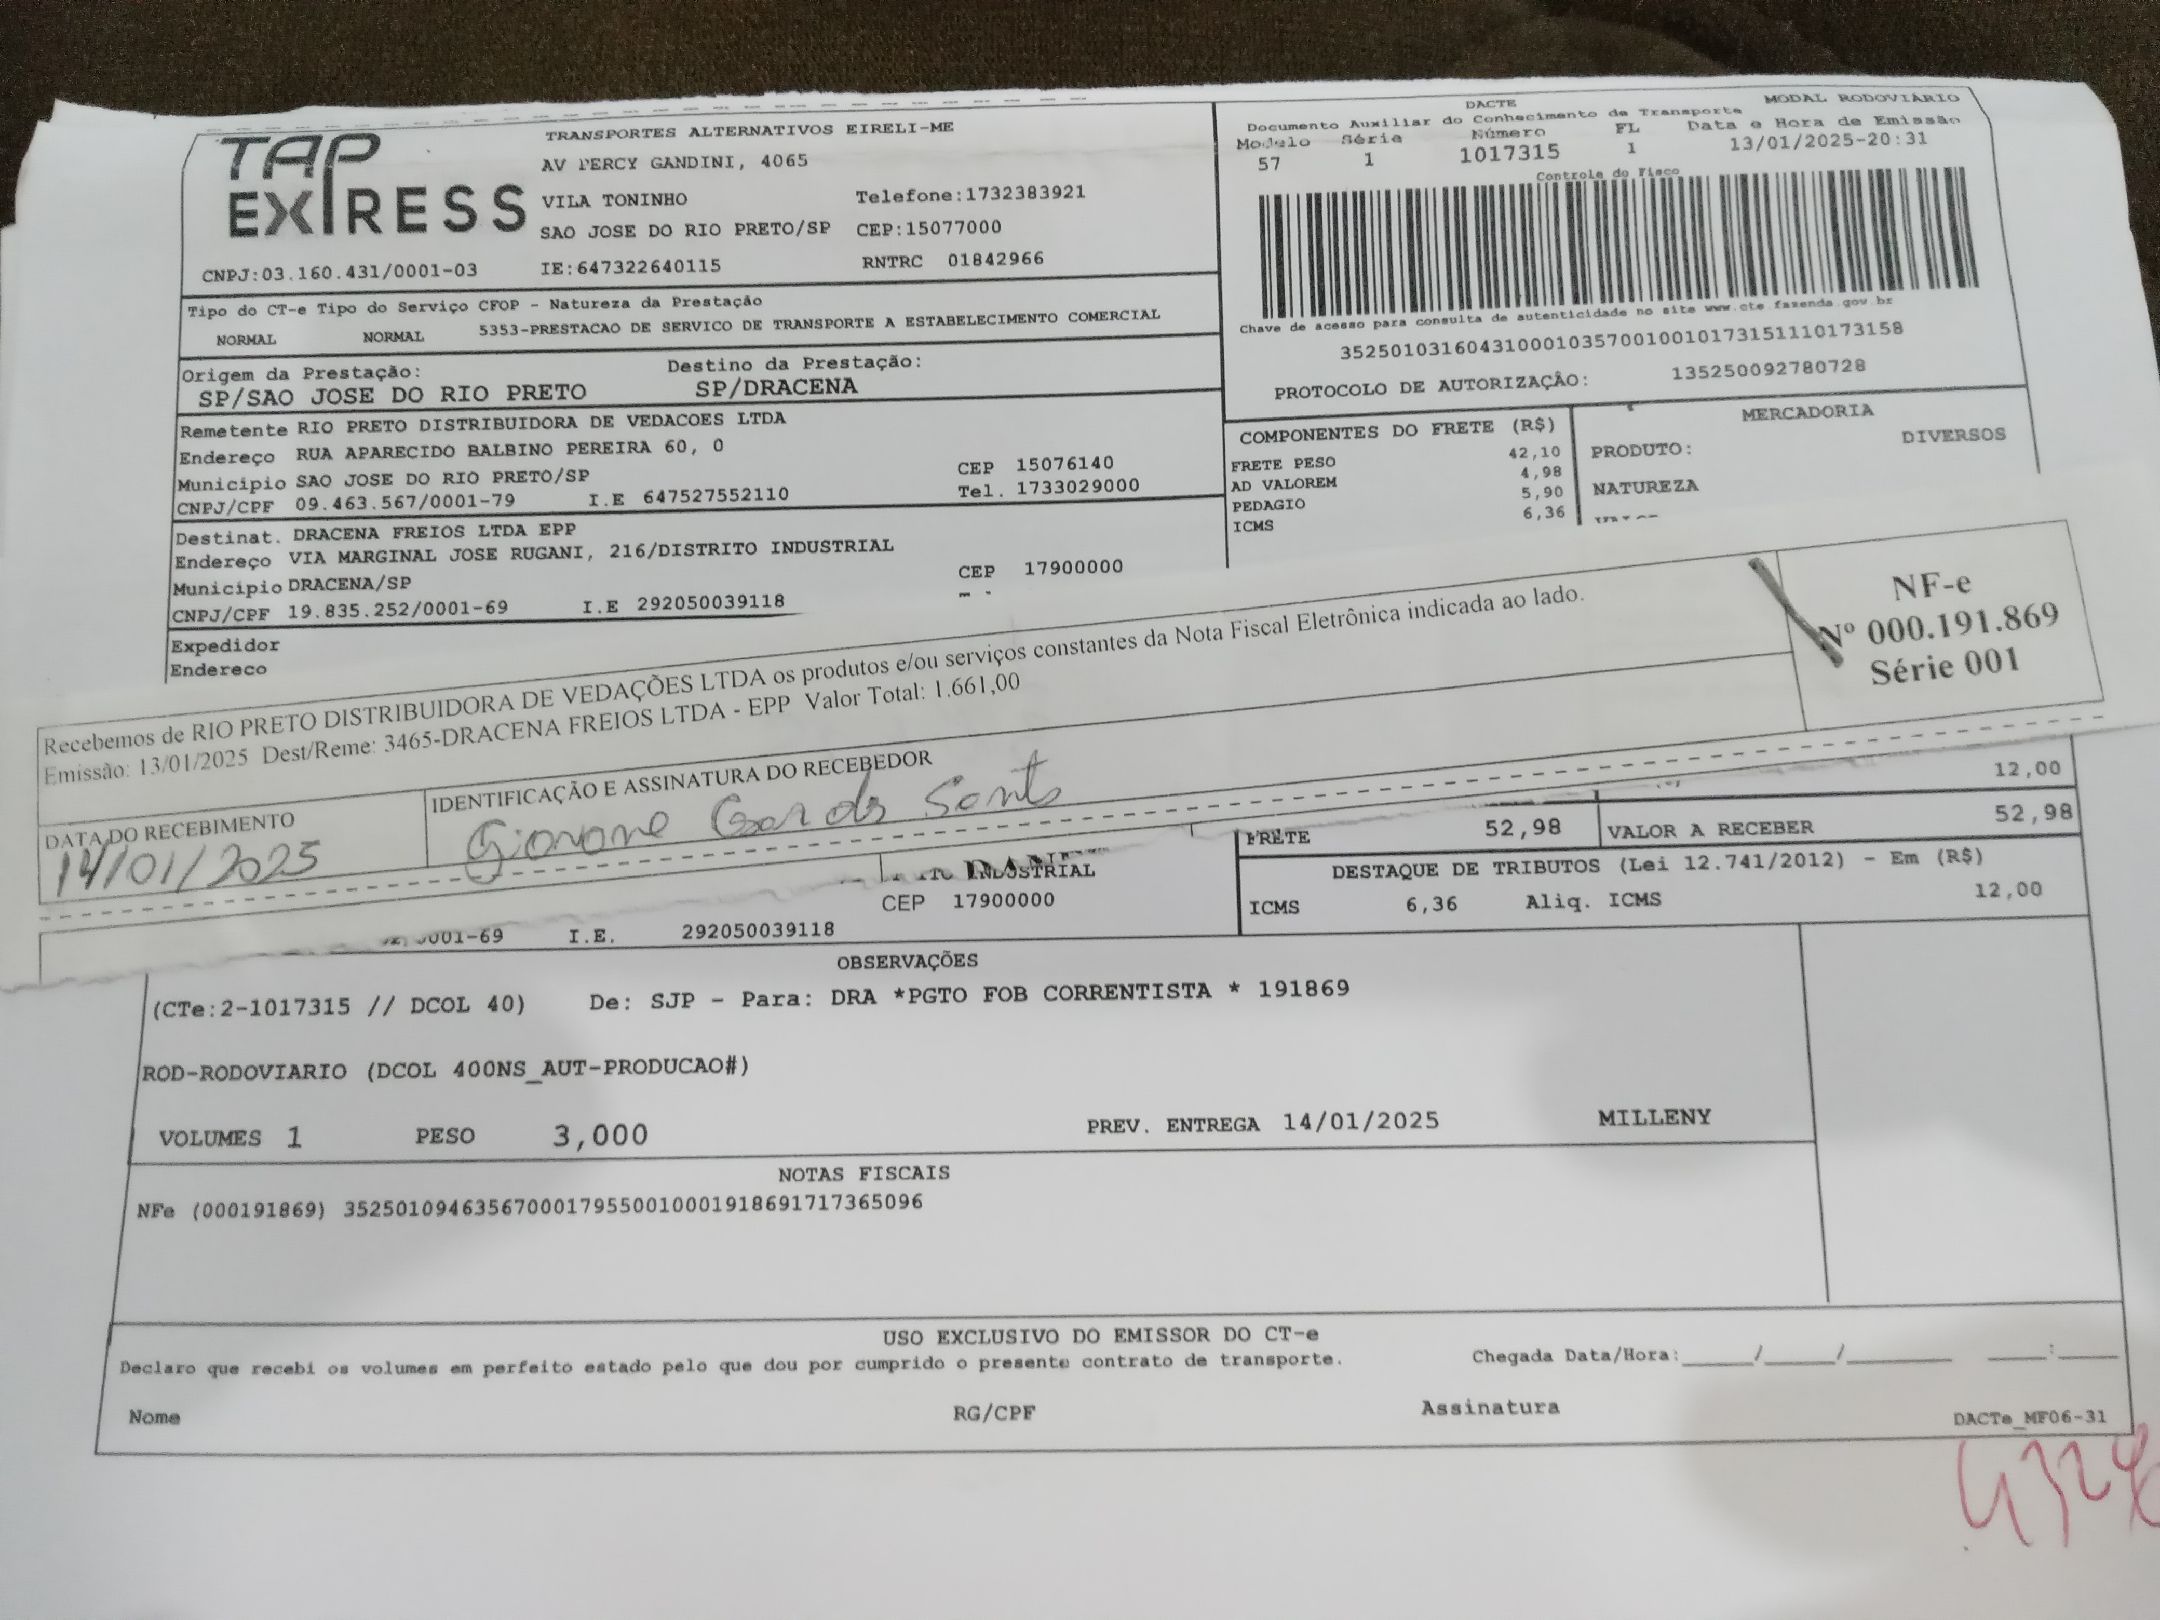 TAP EXPRESS
TRANSPORTES ALTERNATIVOS EIRELI-ME
AV PERCY GANDINI, 4065
VILA TONINHO Telefone:1732383921
SAO JOSE DO RIO PRETO/SP CEP:15077000
CNPJ:03.160.431/0001-03 IE:647322640115 RNTRC 01842966
DACTE MODAL RODOVIÁRIO
Documento Auxiliar do Conhecimento de Transporte
Modelo Série Número FL Data e Hora de Emissão
57 1 1017315 1 13/01/2025-20:31
Controle do Fisco
Chave de acesso para consulta de autenticidade no site www.cte.fazenda.gov.br
35250103160431000103570010010173151110173158
PROTOCOLO DE AUTORIZAÇÃO: 135250092780728
Tipo do CT-e Tipo do Serviço CFOP - Natureza da Prestação
NORMAL NORMAL 5353-PRESTACAO DE SERVICO DE TRANSPORTE A ESTABELECIMENTO COMERCIAL
Origem da Prestação: Destino da Prestação:
SP/SAO JOSE DO RIO PRETO SP/DRACENA
Remetente RIO PRETO DISTRIBUIDORA DE VEDACOES LTDA
Endereço RUA APARECIDO BALBINO PEREIRA 60, 0
Município SAO JOSE DO RIO PRETO/SP CEP 15076140
CNPJ/CPF 09.463.567/0001-79 I.E 647527552110 Tel. 1733029000
COMPONENTES DO FRETE (R$)
FRETE PESO 42,10
AD VALOREM 4,98
PEDAGIO 5,90
ICMS 6,36
MERCADORIA
PRODUTO: DIVERSOS
NATUREZA
Destinat. DRACENA FREIOS LTDA EPP
Endereço VIA MARGINAL JOSE RUGANI, 216/DISTRITO INDUSTRIAL
Município DRACENA/SP CEP 17900000
CNPJ/CPF 19.835.252/0001-69 I.E 292050039118
Expedidor
Endereco
Recebemos de RIO PRETO DISTRIBUIDORA DE VEDAÇÕES LTDA os produtos e/ou serviços constantes da Nota Fiscal Eletrônica indicada ao lado.
Emissão: 13/01/2025 Dest/Reme: 3465-DRACENA FREIOS LTDA - EPP Valor Total: 1.661,00
NF-e
Nº 000.191.869
Série 001
DATA DO RECEBIMENTO
14/01/2025
IDENTIFICAÇÃO E ASSINATURA DO RECEBEDOR
12,00
FRETE 52,98 VALOR A RECEBER 52,98
DESTAQUE DE TRIBUTOS (Lei 12.741/2012) - Em (R$)
ICMS 6,36 Aliq. ICMS 12,00
INDUSTRIAL
CEP 17900000
0001-69 I.E. 292050039118
OBSERVAÇÕES
(CTe:2-1017315 // DCOL 40) De: SJP - Para: DRA *PGTO FOB CORRENTISTA * 191869
ROD-RODOVIARIO (DCOL 400NS_AUT-PRODUCAO#)
VOLUMES 1 PESO 3,000 PREV. ENTREGA 14/01/2025 MILLENY
NOTAS FISCAIS
NFe (000191869) 35250109463567000179550010001918691717365096
USO EXCLUSIVO DO EMISSOR DO CT-e
Declaro que recebi os volumes em perfeito estado pelo que dou por cumprido o presente contrato de transporte. Chegada Data/Hora:____/____/________ ____:____
Nome RG/CPF Assinatura DACTe_MF06-31